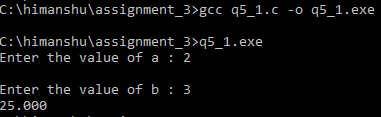 C:\himanshu\assignment_3>gcc q5_1.c -o q5_1.exe
C:\himanshu\assignment_3>q5_1.exe
Enter the value of a : 2
Enter the value of b : 3
25.000